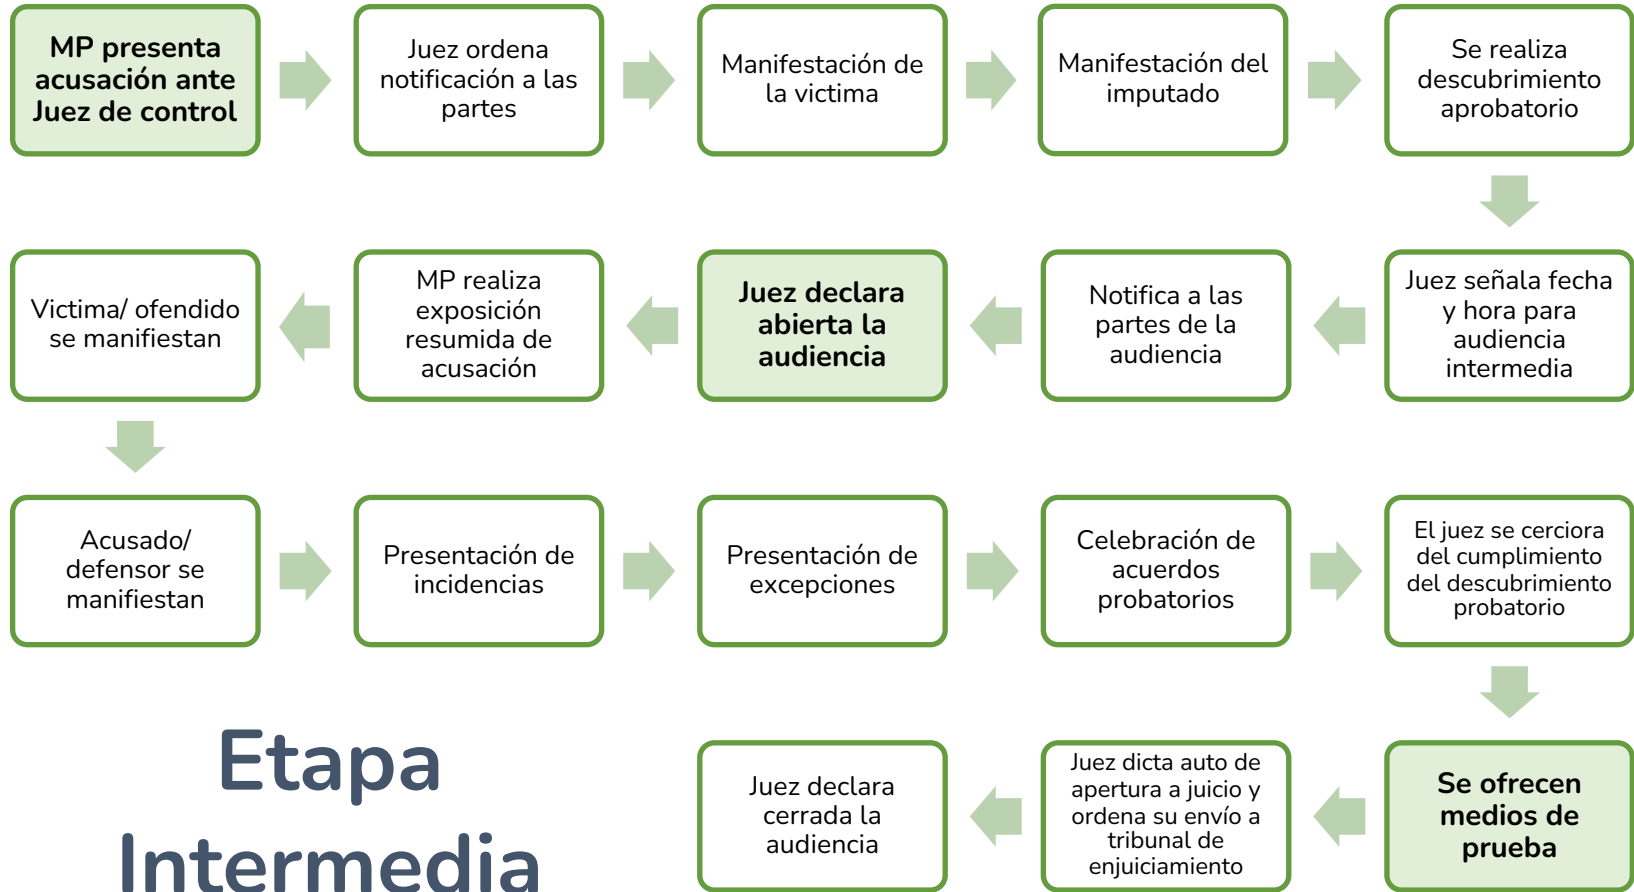 MP presenta
acusación ante
Juez de control
Juez ordena
notificación a las
partes
Manifestación de
la victima
Manifestación del
imputado
Se realiza
descubrimiento
aprobatorio
Juez señala fecha
y hora para
audiencia
intermedia
Notifica a las
partes de la
audiencia
Juez declara
abierta la
audiencia
MP realiza
exposición
resumida de
acusación
Victima/ ofendido
se manifiestan
Acusado/
defensor se
manifiestan
Presentación de
incidencias
Presentación de
excepciones
Celebración de
acuerdos
probatorios
El juez se cerciora
del cumplimiento
del descubrimiento
probatorio
Se ofrecen
medios de
prueba
Juez dicta auto de
apertura a juicio y
ordena su envío a
tribunal de
enjuiciamiento
Juez declara
cerrada la
audiencia
Etapa
Intermedia